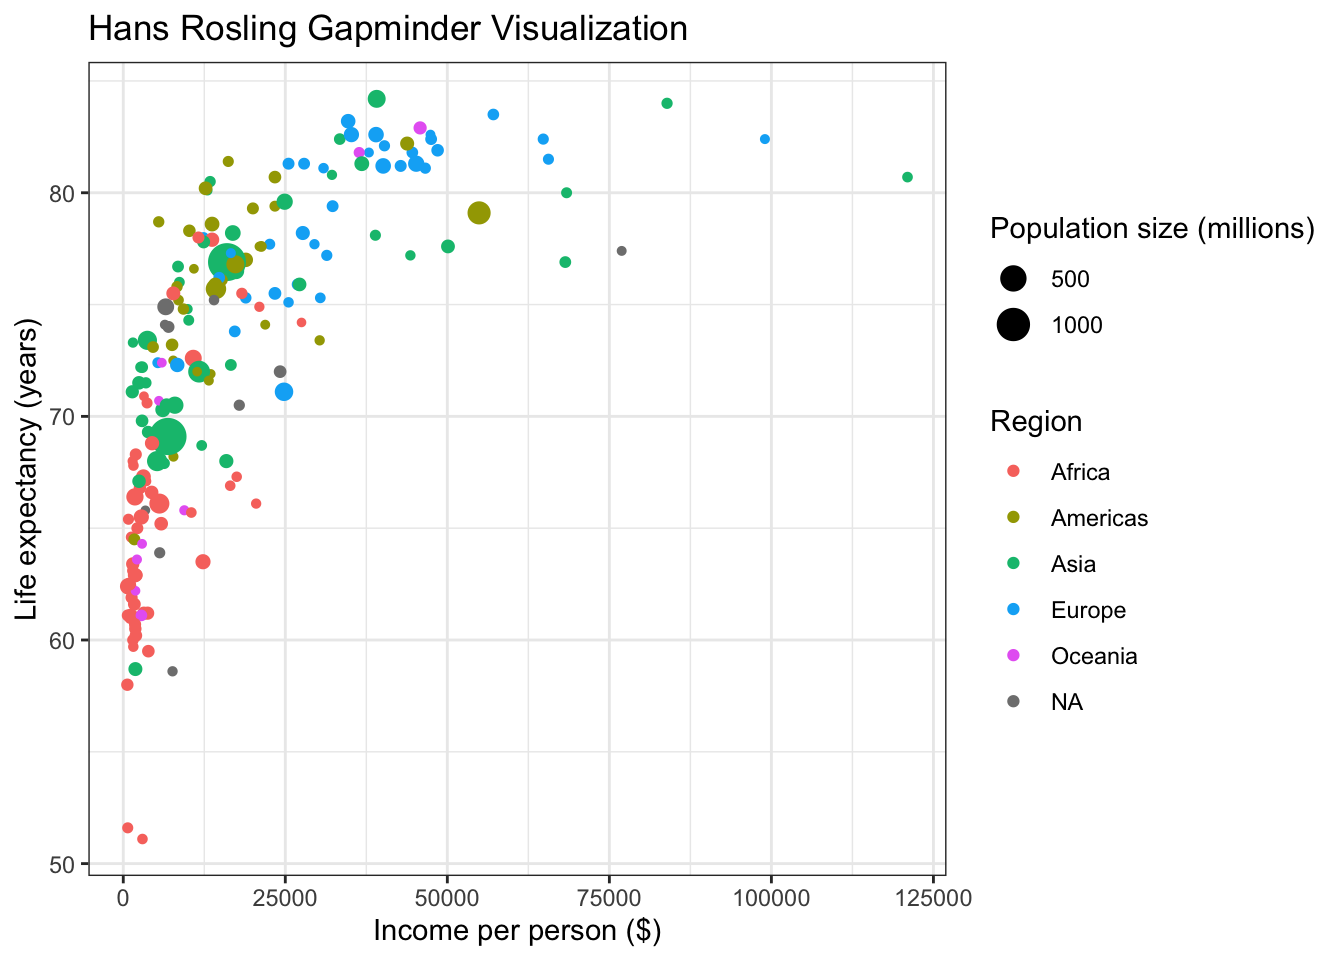 Hans Rosling Gapminder Visualization
Life expectancy (years)
80
70
60
50
0 25000 50000 75000 100000 125000
Income per person ($)
Population size (millions)
500
1000
Region
Africa
Americas
Asia
Europe
Oceania
NA